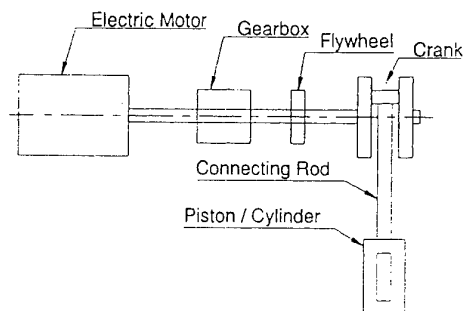 Electric Motor
Gearbox
Flywheel
Crank
Connecting Rod
Piston / Cylinder